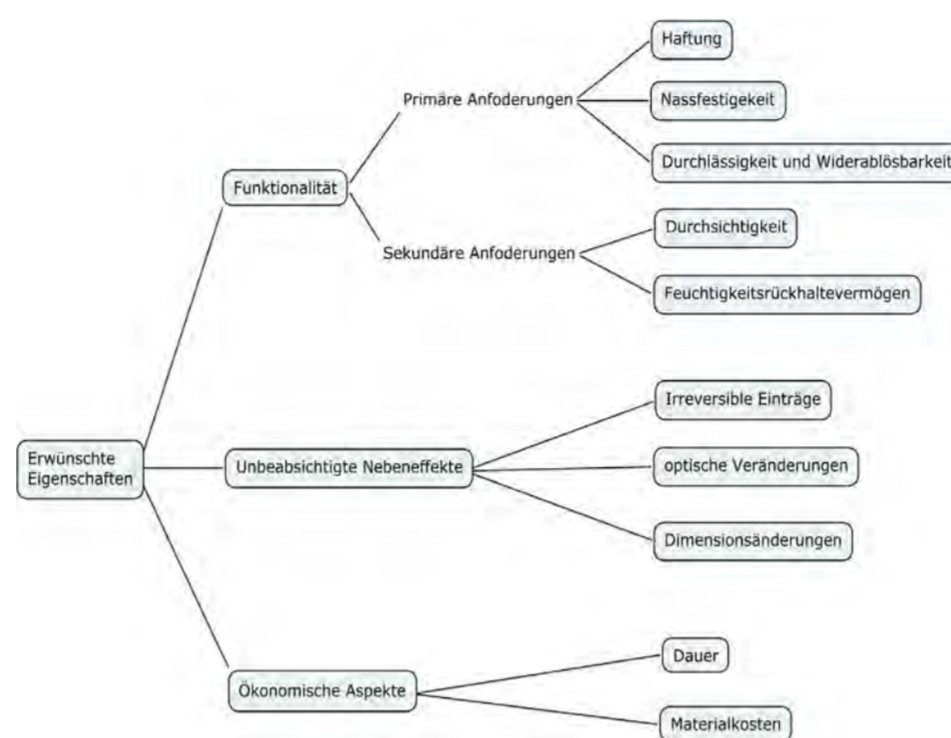 Haftung
Primäre Anfoderungen
Nassfestigekeit
Durchlässigkeit und Widerablösbarkeit
Funktionalität
Durchsichtigkeit
Sekundäre Anfoderungen
Feuchtigkeitsrückhaltevermögen
Irreversible Einträge
Erwünschte
Eigenschaften
Unbeabsichtigte Nebeneffekte
optische Veränderungen
Dimensionsänderungen
Dauer
Ökonomische Aspekte
Materialkosten